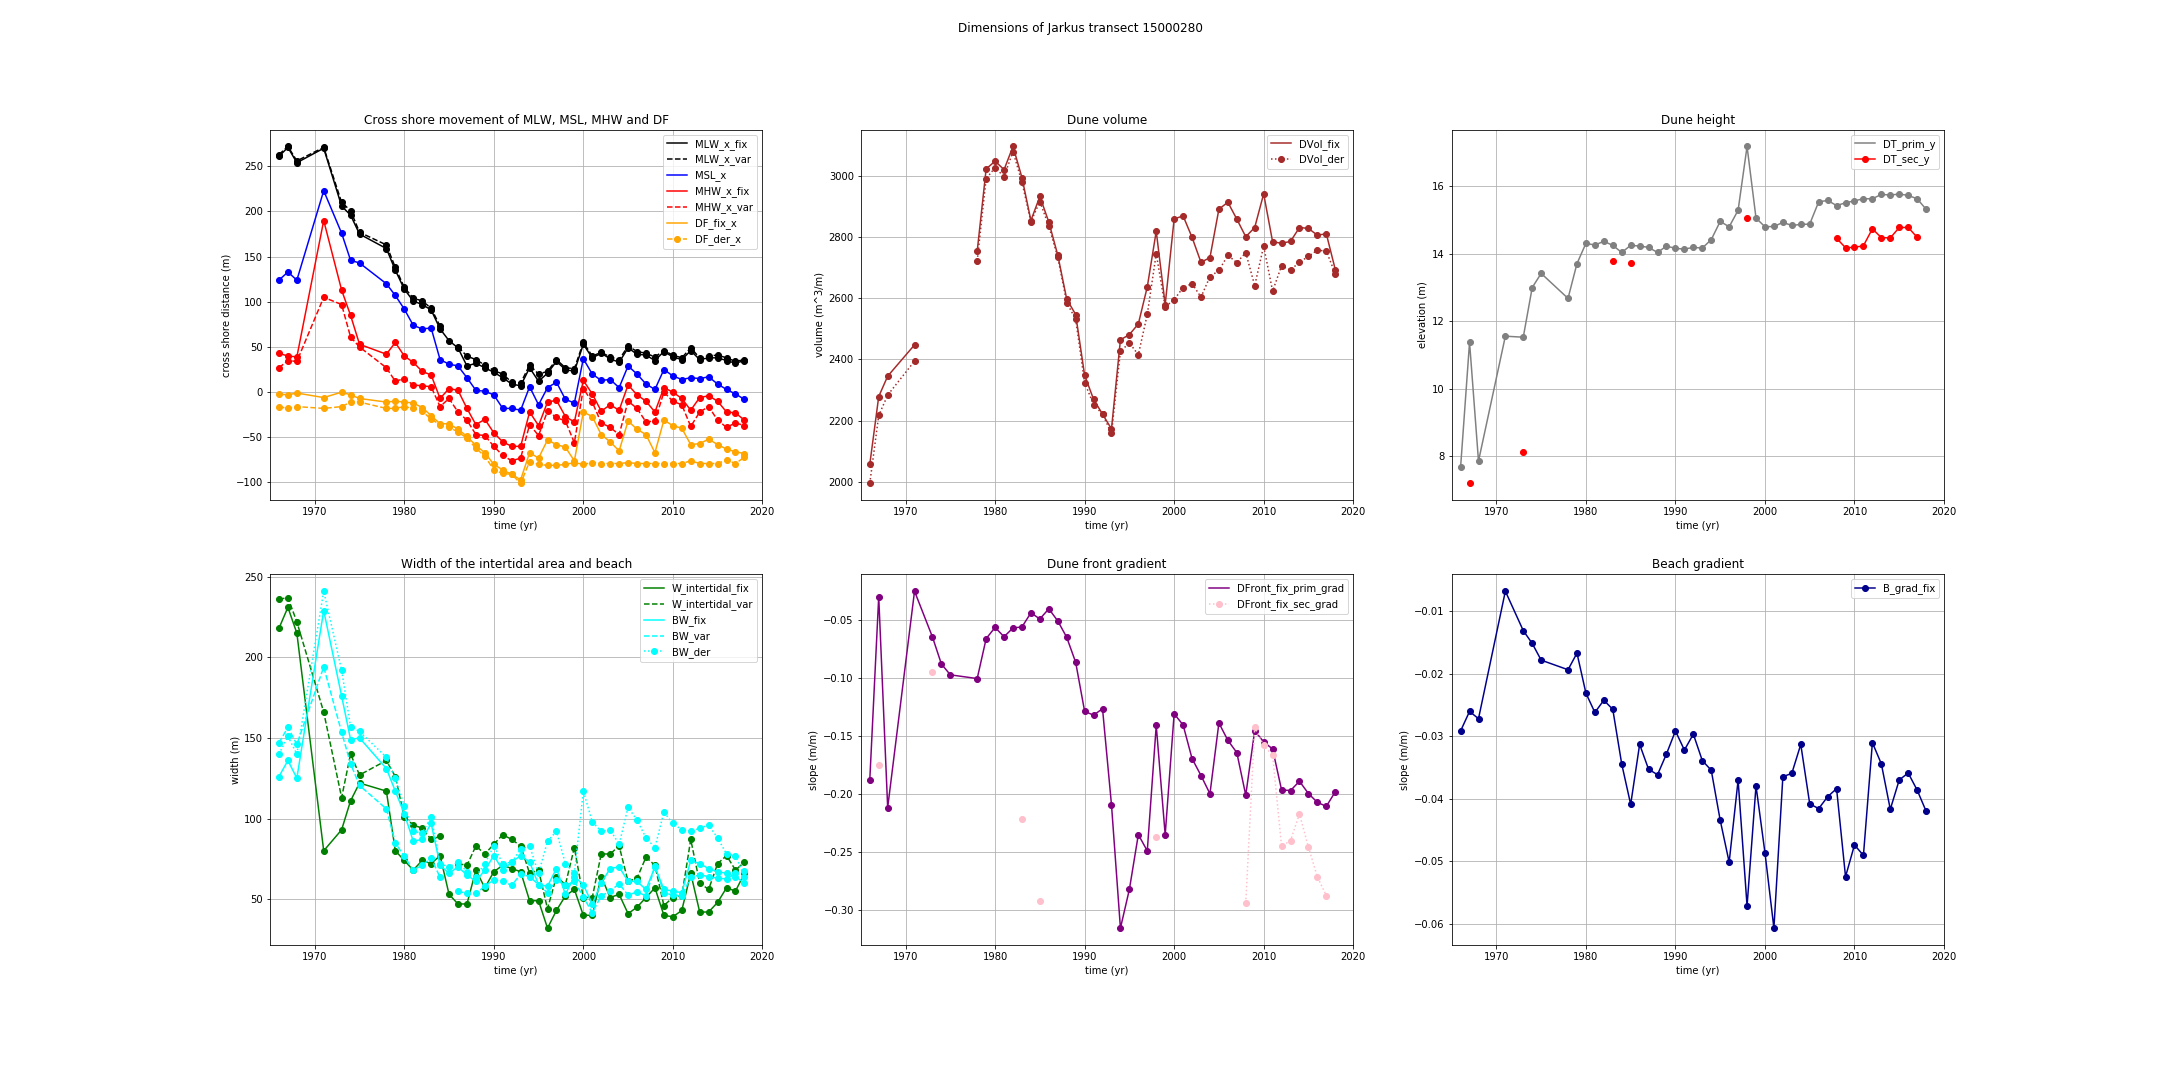 Dimensions of Jarkus transect 15000280
Cross shore movement of MLW, MSL, MHW and DF
cross shore distance (m)
250
200
150
100
50
0
−50
−100
1970 1980 1990 2000 2010 2020
time (yr)
MLW_x_fix
MLW_x_var
MSL_x
MHW_x_fix
MHW_x_var
DF_fix_x
DF_der_x
Dune volume
volume (m^3/m)
3000
2800
2600
2400
2200
2000
1970 1980 1990 2000 2010 2020
time (yr)
DVol_fix
DVol_der
Dune height
elevation (m)
16
14
12
10
8
1970 1980 1990 2000 2010 2020
time (yr)
DT_prim_y
DT_sec_y
Width of the intertidal area and beach
width (m)
250
200
150
100
50
1970 1980 1990 2000 2010 2020
time (yr)
W_intertidal_fix
W_intertidal_var
BW_fix
BW_var
BW_der
Dune front gradient
slope (m/m)
−0.05
−0.10
−0.15
−0.20
−0.25
−0.30
1970 1980 1990 2000 2010 2020
time (yr)
DFront_fix_prim_grad
DFront_fix_sec_grad
Beach gradient
slope (m/m)
−0.01
−0.02
−0.03
−0.04
−0.05
−0.06
1970 1980 1990 2000 2010 2020
time (yr)
B_grad_fix